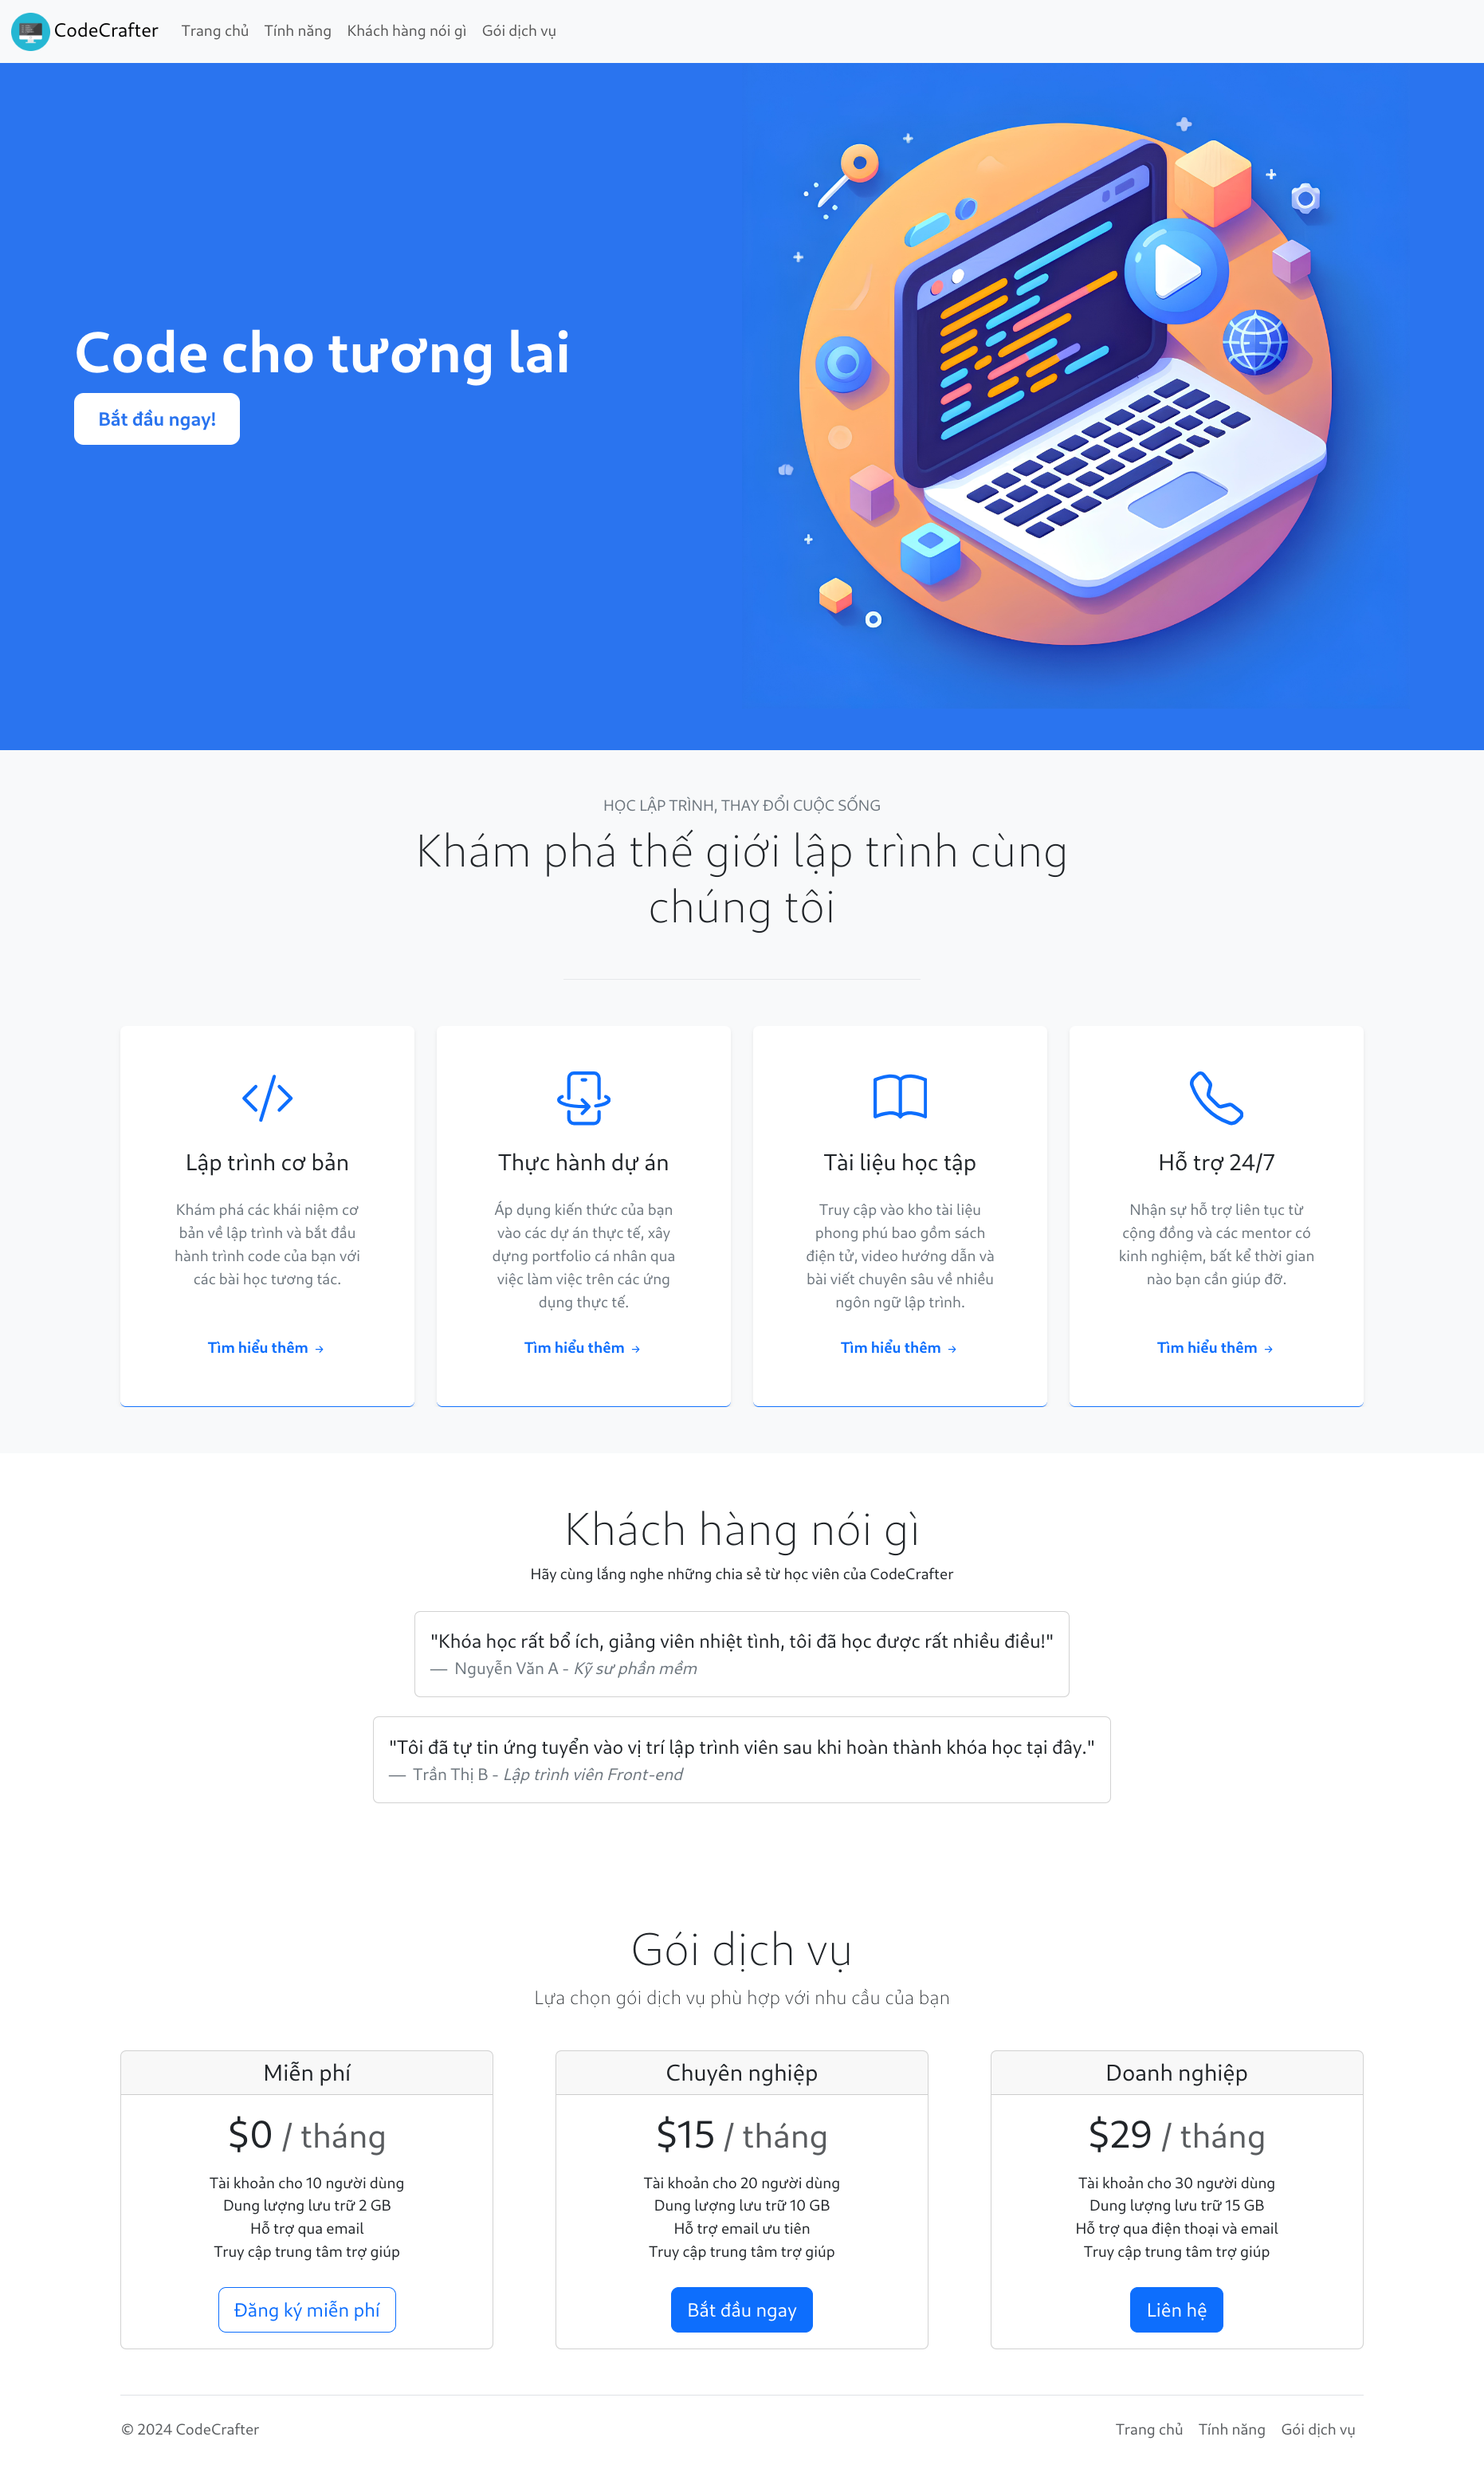 CodeCrafter Trang chủ Tính năng Khách hàng nói gì Gói dịch vụ
Code cho tương lai
Bắt đầu ngay!
HỌC LẬP TRÌNH, THAY ĐỔI CUỘC SỐNG
Khám phá thế giới lập trình cùng
chúng tôi
Lập trình cơ bản
Khám phá các khái niệm cơ
bản về lập trình và bắt đầu
hành trình code của bạn với
các bài học tương tác.
Tìm hiểu thêm →
Thực hành dự án
Áp dụng kiến thức của bạn
vào các dự án thực tế, xây
dựng portfolio cá nhân qua
việc làm việc trên các ứng
dụng thực tế.
Tìm hiểu thêm →
Tài liệu học tập
Truy cập vào kho tài liệu
phong phú bao gồm sách
điện tử, video hướng dẫn và
bài viết chuyên sâu về nhiều
ngôn ngữ lập trình.
Tìm hiểu thêm →
Hỗ trợ 24/7
Nhận sự hỗ trợ liên tục từ
cộng đồng và các mentor có
kinh nghiệm, bất kể thời gian
nào bạn cần giúp đỡ.
Tìm hiểu thêm →
Khách hàng nói gì
Hãy cùng lắng nghe những chia sẻ từ học viên của CodeCrafter
"Khóa học rất bổ ích, giảng viên nhiệt tình, tôi đã học được rất nhiều điều!"
— Nguyễn Văn A - Kỹ sư phần mềm
"Tôi đã tự tin ứng tuyển vào vị trí lập trình viên sau khi hoàn thành khóa học tại đây."
— Trần Thị B - Lập trình viên Front-end
Gói dịch vụ
Lựa chọn gói dịch vụ phù hợp với nhu cầu của bạn
Miễn phí
$0 / tháng
Tài khoản cho 10 người dùng
Dung lượng lưu trữ 2 GB
Hỗ trợ qua email
Truy cập trung tâm trợ giúp
Đăng ký miễn phí
Chuyên nghiệp
$15 / tháng
Tài khoản cho 20 người dùng
Dung lượng lưu trữ 10 GB
Hỗ trợ email ưu tiên
Truy cập trung tâm trợ giúp
Bắt đầu ngay
Doanh nghiệp
$29 / tháng
Tài khoản cho 30 người dùng
Dung lượng lưu trữ 15 GB
Hỗ trợ qua điện thoại và email
Truy cập trung tâm trợ giúp
Liên hệ
© 2024 CodeCrafter
Trang chủ Tính năng Gói dịch vụ